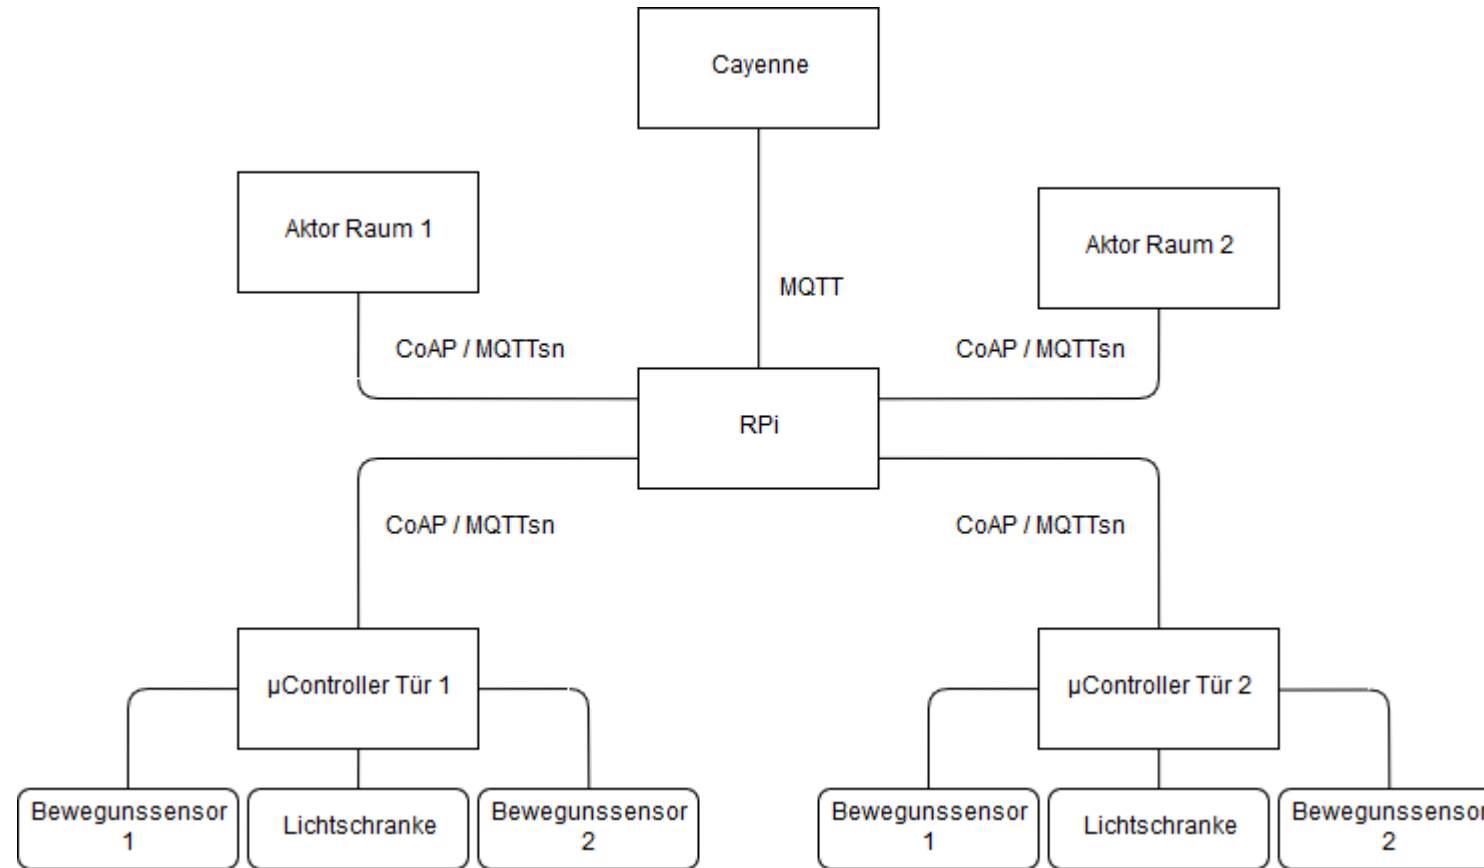 Cayenne
Aktor Raum 1
Aktor Raum 2
MQTT
CoAP / MQTTsn
CoAP / MQTTsn
RPi
CoAP / MQTTsn
CoAP / MQTTsn
µController Tür 1
µController Tür 2
Bewegunssensor
1
Lichtschranke
Bewegunssensor
2
Bewegunssensor
1
Lichtschranke
Bewegunssensor
2